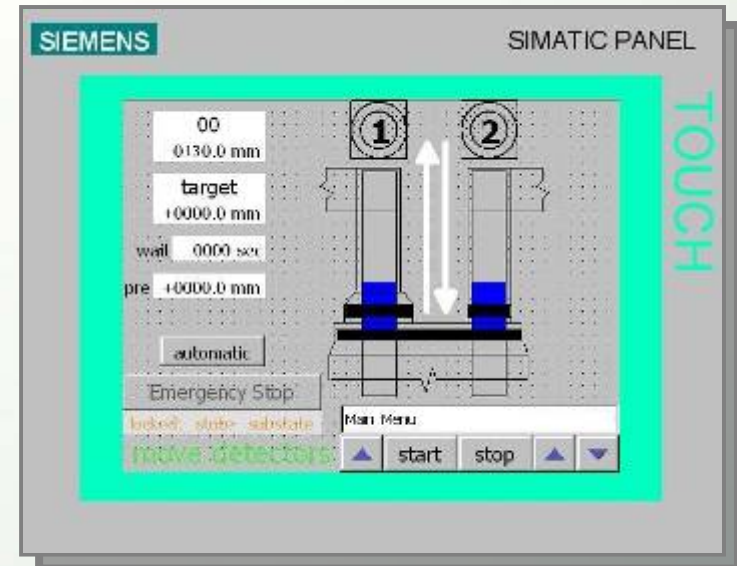 SIEMENS
SIMATIC PANEL
TOUCH
00
0130.0 mm
target
+0000.0 mm
wait 0000 sec
pre +0000.0 mm
automatic
Emergency Stop
locked: state substate
move detectors
1
2
Main Menu
start stop